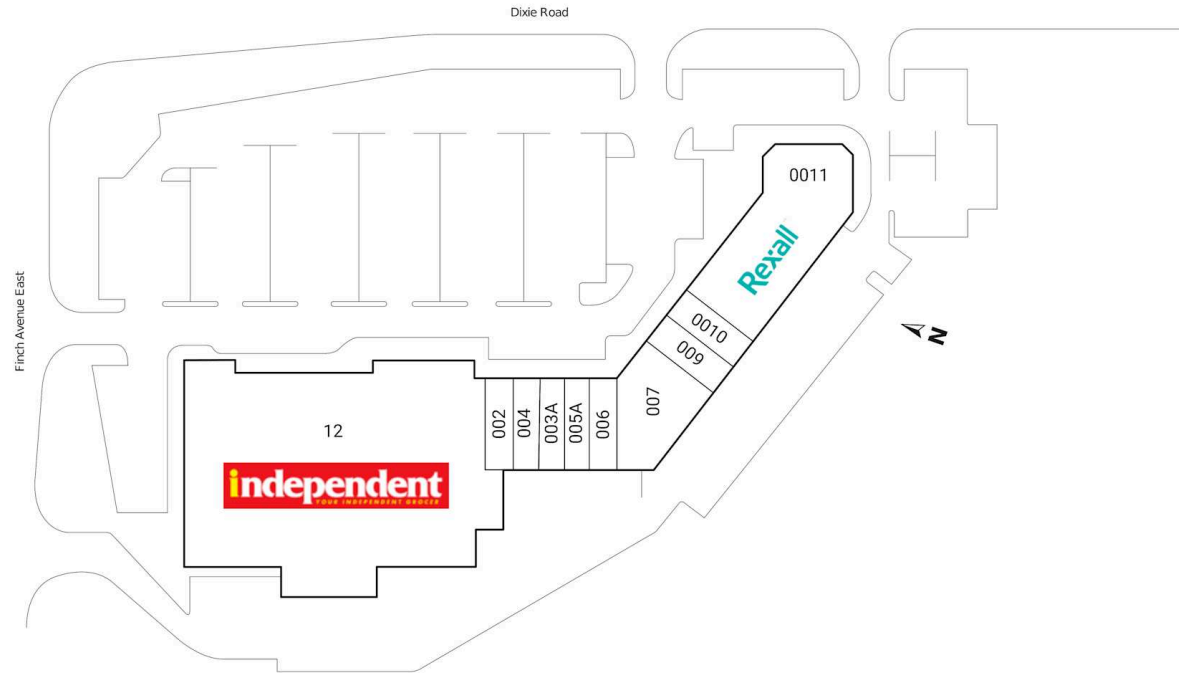 Dixie Road
0011
Rexall
Finch Avenue East
0010
N
009
007
002
004
003A
005A
006
12
independent
YOUR INDEPENDENT GROCER